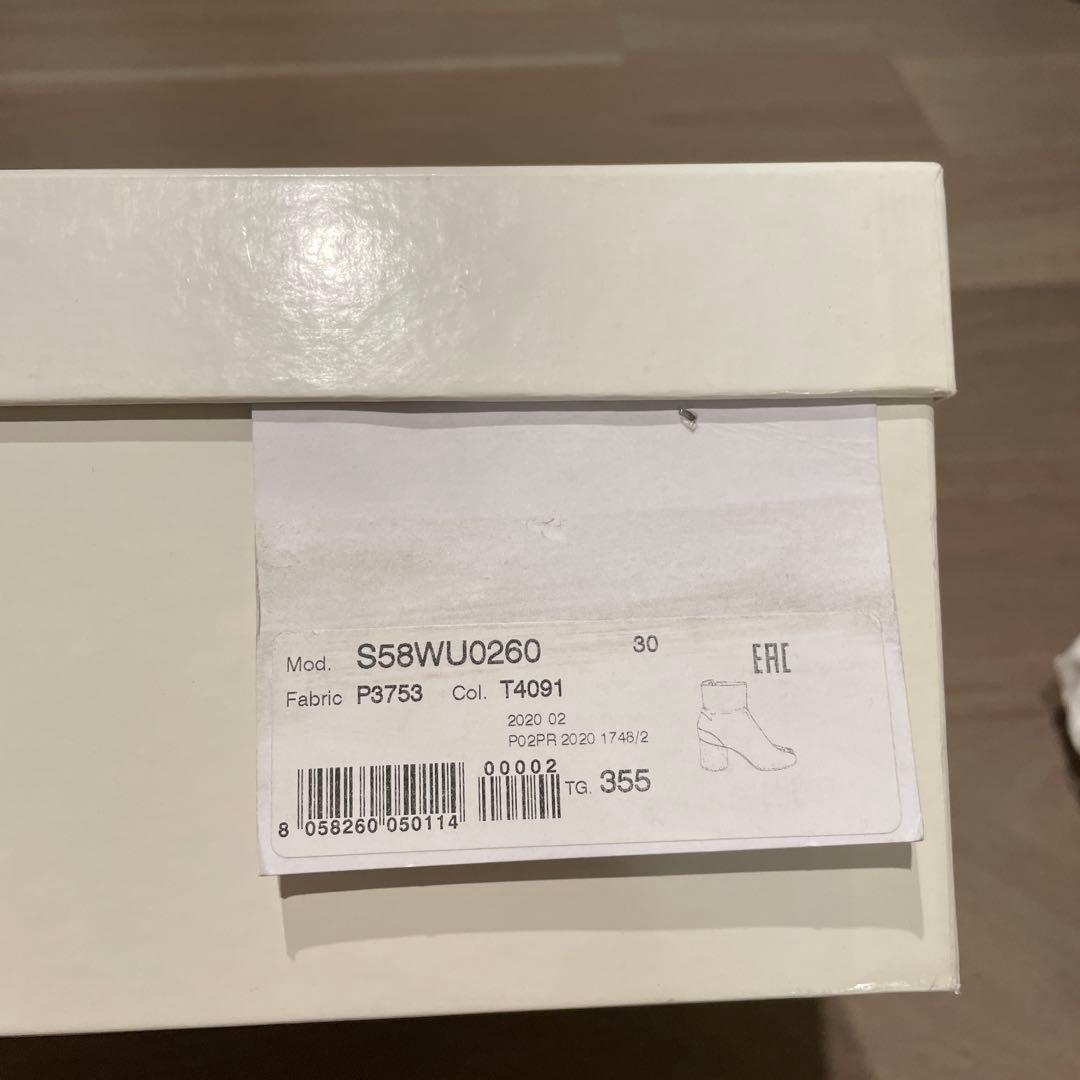 Mod. S58WU0260 30 EAC
Fabric P3753 Col. T4091
2020 02
P02PR 2020 1748/2
00002
TG. 355
8 058260 050114